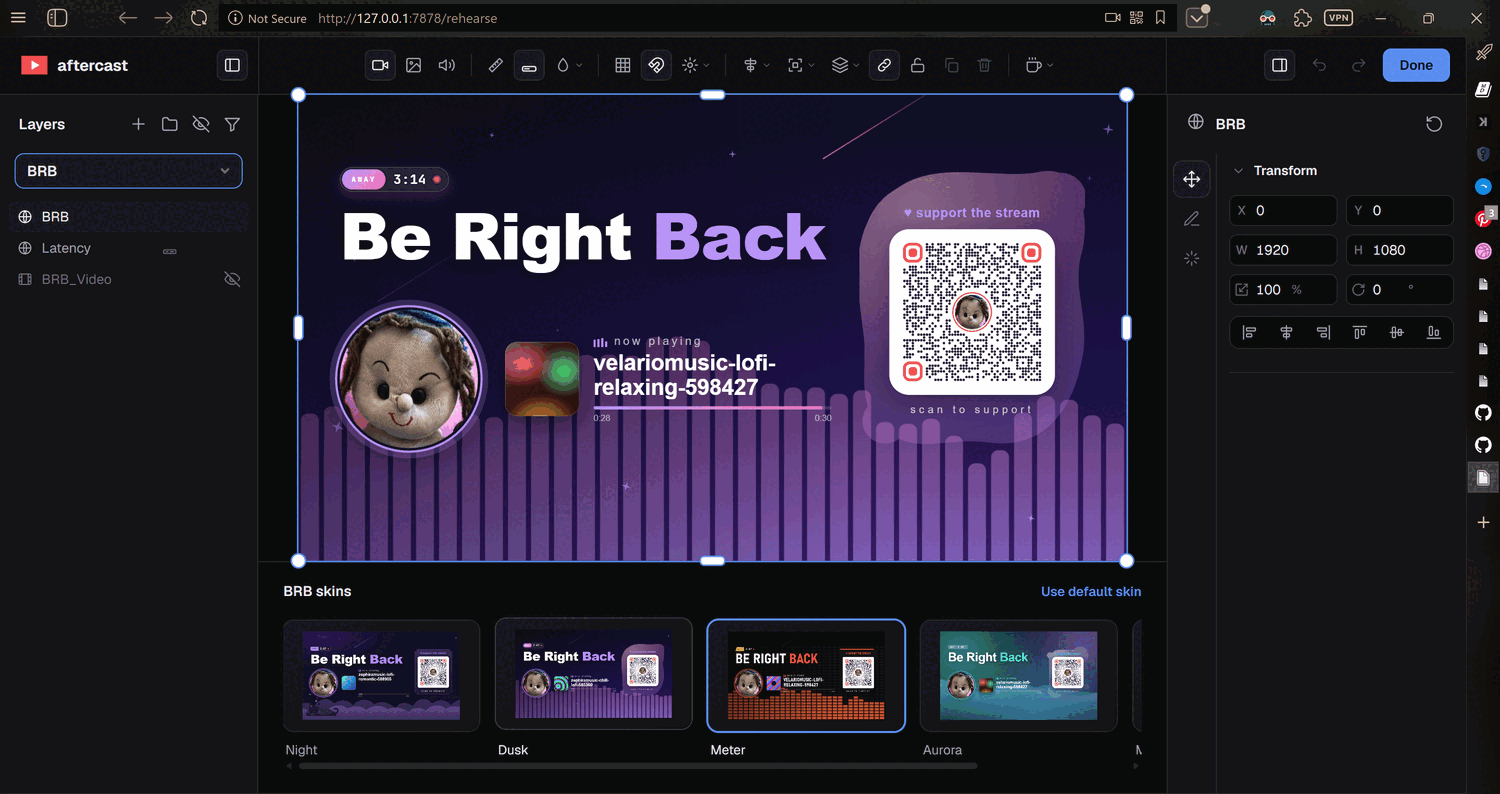 Not Secure http://127.0.0.1:7878/rehearse
VPN
aftercast
Done
Layers
BRB
BRB
Latency
BRB_Video
AWAY 3:14
Be Right Back
now playing
velariomusic-lofi-
relaxing-598427
0:28 0:30
♥ support the stream
scan to support
BRB
Transform
X 0 Y 0
W 1920 H 1080
100 % 0 °
3
BRB skins
Use default skin
Be Right Back
Be Right Back
BE RIGHT BACK
Be Right Back
Night
Dusk
Meter
Aurora